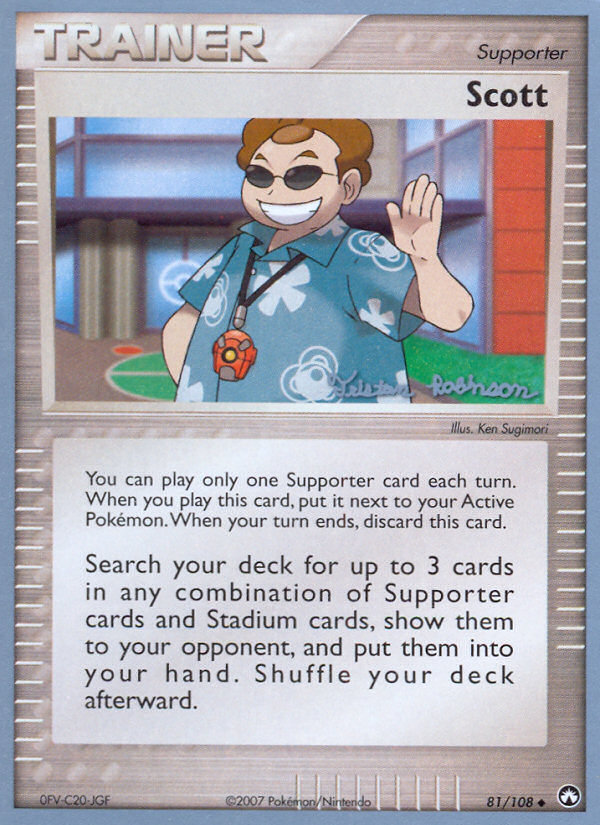 TRAINER
Supporter
Scott
Tristan Robinson
Illus. Ken Sugimori
You can play only one Supporter card each turn.
When you play this card, put it next to your Active
Pokémon. When your turn ends, discard this card.
Search your deck for up to 3 cards
in any combination of Supporter
cards and Stadium cards, show them
to your opponent, and put them into
your hand. Shuffle your deck
afterward.
0FV-C20-JGF
©2007 Pokémon/Nintendo
81/108